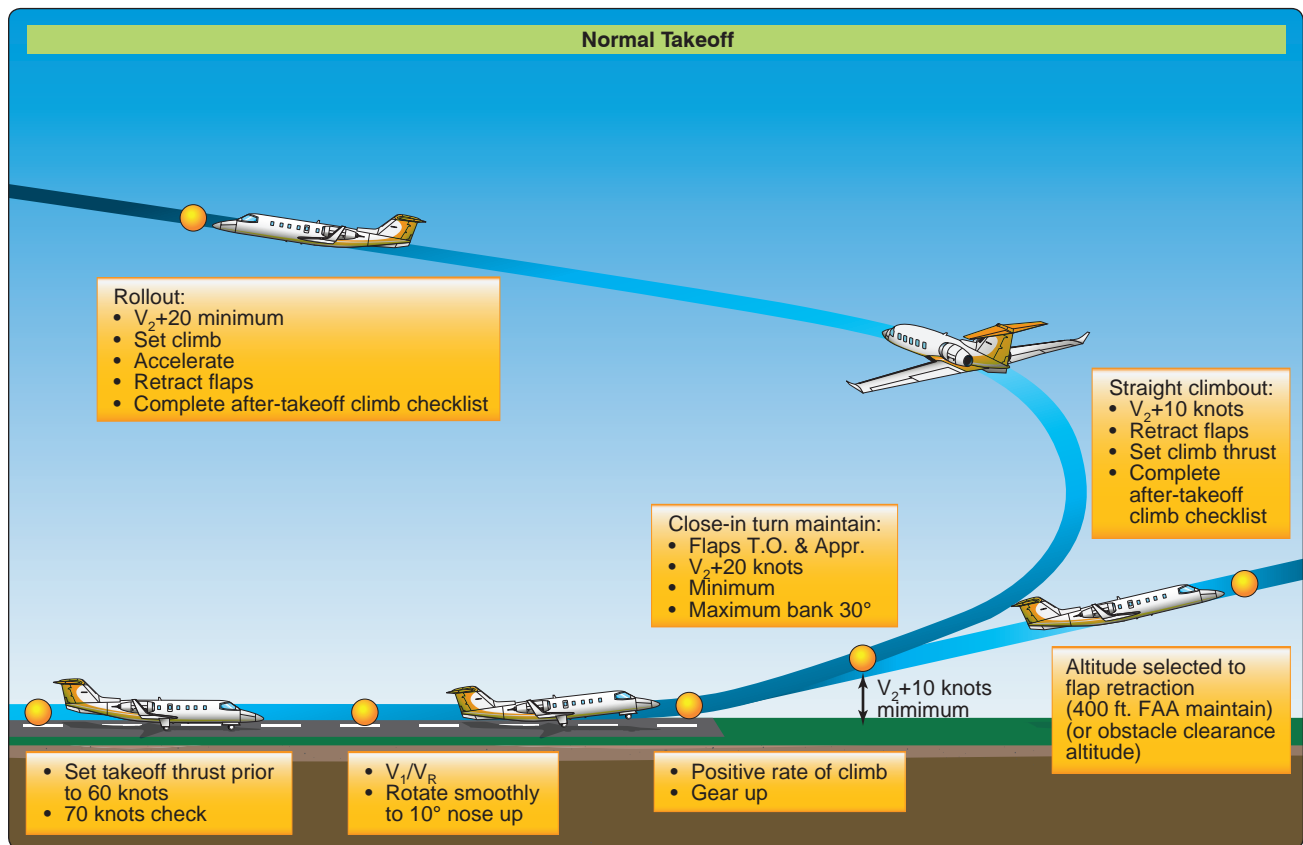 Normal Takeoff
Rollout:
• V₂+20 minimum
• Set climb
• Accelerate
• Retract flaps
• Complete after-takeoff climb checklist
Straight climbout:
• V₂+10 knots
• Retract flaps
• Set climb thrust
• Complete
after-takeoff
climb checklist
Close-in turn maintain:
• Flaps T.O. & Appr.
• V₂+20 knots
• Minimum
• Maximum bank 30°
V₂+10 knots
mimimum
Altitude selected to
flap retraction
(400 ft. FAA maintain)
(or obstacle clearance
altitude)
• Set takeoff thrust prior
to 60 knots
• 70 knots check
• V₁/VR
• Rotate smoothly
to 10° nose up
• Positive rate of climb
• Gear up